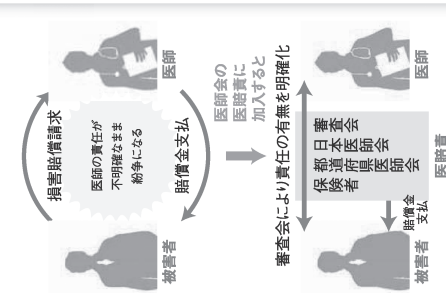 損害賠償請求
医師
医師の責任が
不明確なまま
紛争になる
賠償金支払
被害者
医師会の
医賠責に
加入すると
審査会により責任の有無を明確化
医師
審査会
日本医師会
都道府県医師会
保険者
賠償金
支払
被害者
医賠責